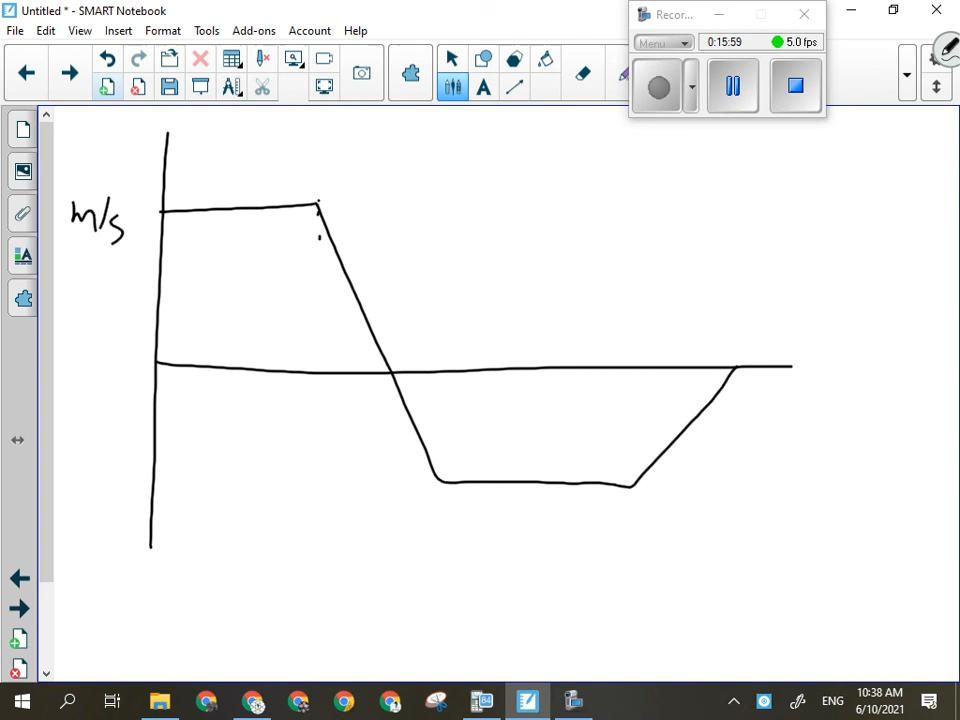 Untitled * - SMART Notebook
Recor...
File Edit View Insert Format Tools Add-ons Account Help
Menu
0:15:59
5.0 fps
m/s
ENG
10:38 AM
6/10/2021